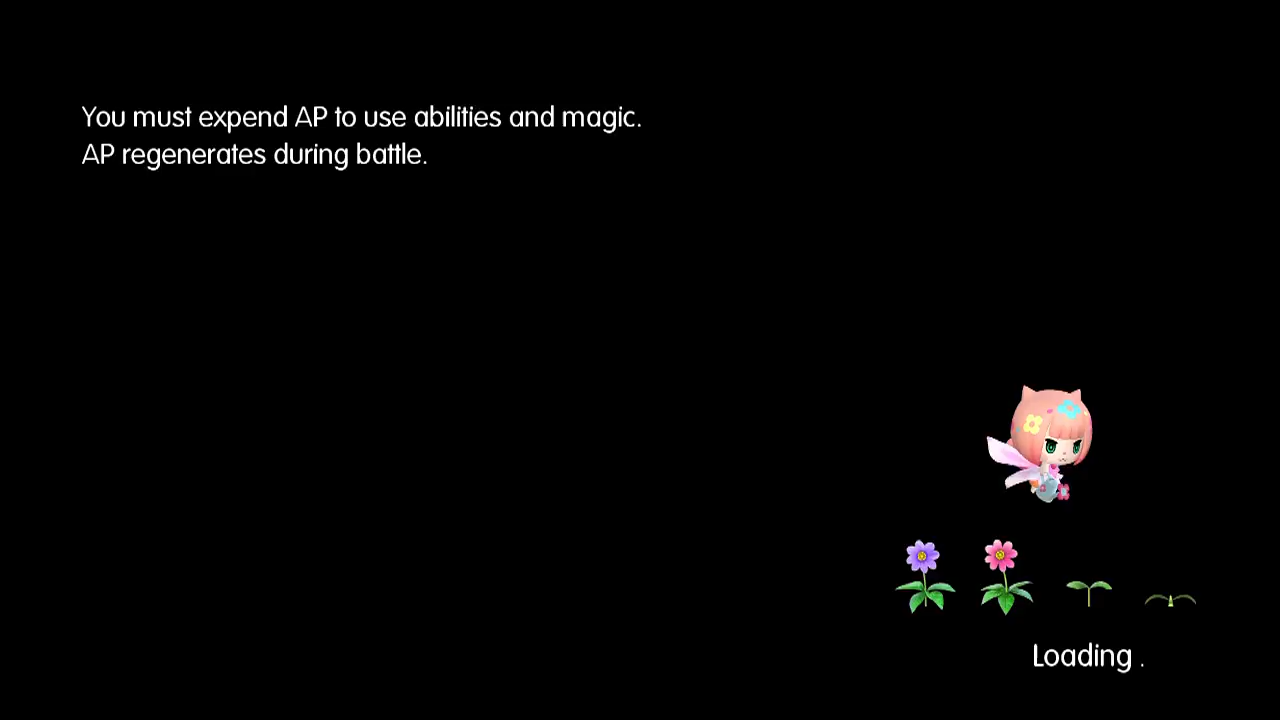 You must expend AP to use abilities and magic.
AP regenerates during battle.
Loading .